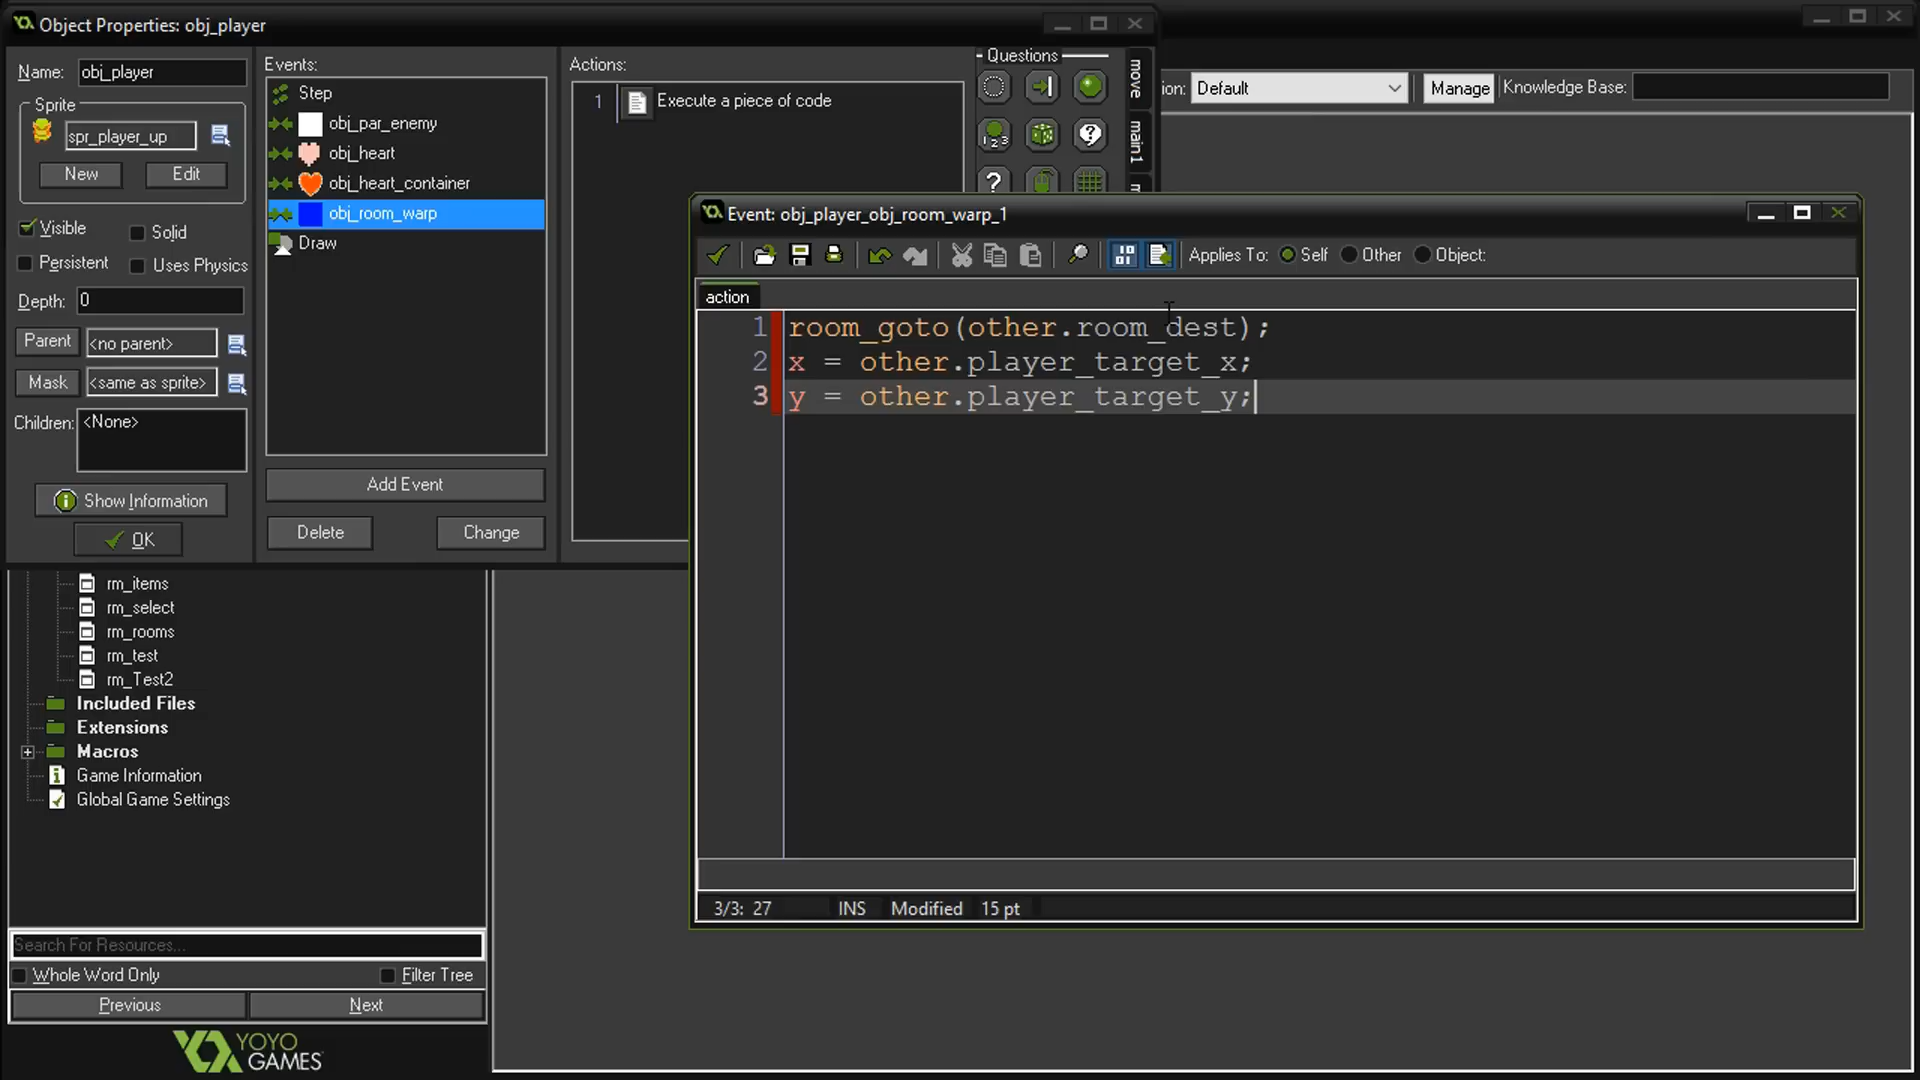 Object Properties: obj_player
Name: obj_player
Sprite
spr_player_up
New Edit
Visible Solid
Persistent Uses Physics
Depth: 0
Parent <no parent>
Mask <same as sprite>
Children: <None>
Show Information
OK
Events:
Step
obj_par_enemy
obj_heart
obj_heart_container
obj_room_warp
Draw
Add Event
Delete Change
Actions:
1 Execute a piece of code
Questions
move
main1
ion: Default Manage Knowledge Base:
Event: obj_player_obj_room_warp_1
Applies To: Self Other Object:
action
1 room_goto(other.room_dest);
2 x = other.player_target_x;
3 y = other.player_target_y;
3/3: 27 INS Modified 15 pt
rm_items
rm_select
rm_rooms
rm_test
rm_Test2
Included Files
Extensions
Macros
Game Information
Global Game Settings
Search For Resources...
Whole Word Only Filter Tree
Previous Next
YOYO
GAMES